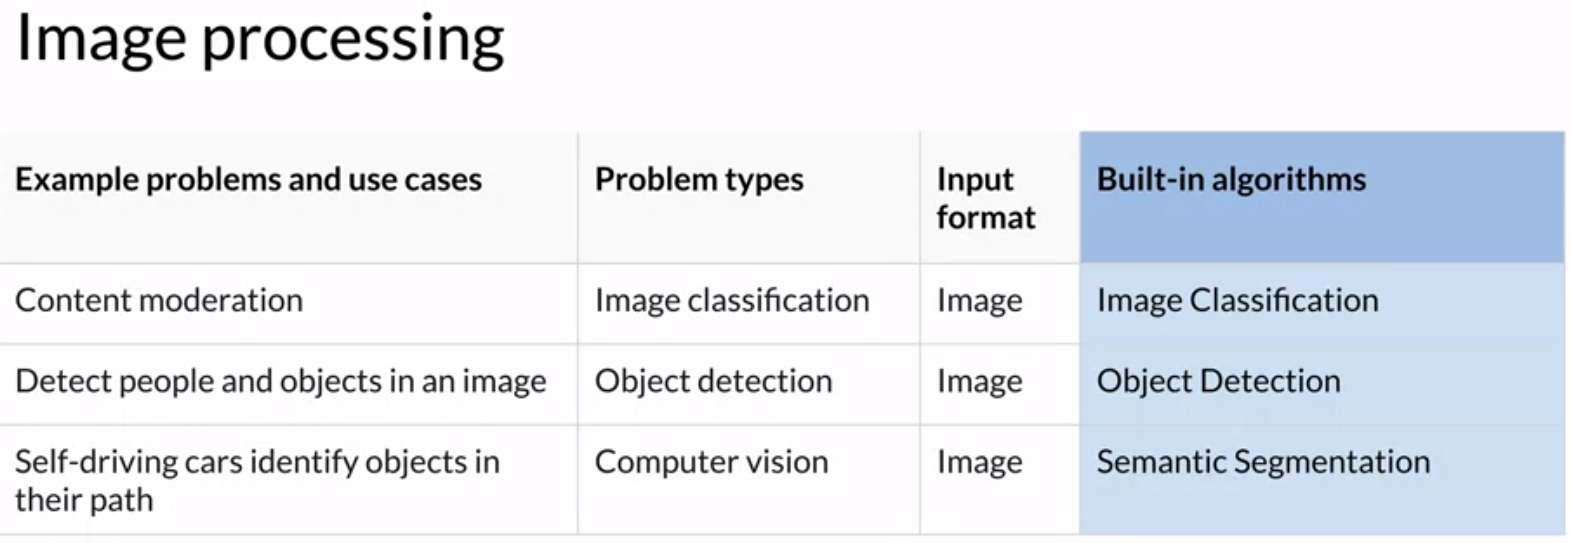 Image processing
Example problems and use cases
Problem types
Input
format
Built-in algorithms
Content moderation
Image classification
Image
Image Classification
Detect people and objects in an image
Object detection
Image
Object Detection
Self-driving cars identify objects in
their path
Computer vision
Image
Semantic Segmentation